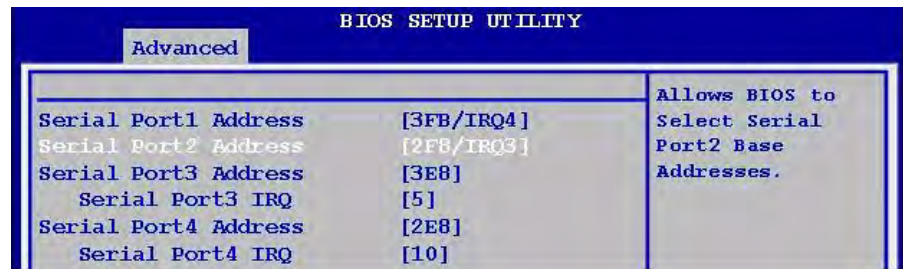 BIOS SETUP UTILITY
Advanced
Serial Port1 Address [3FB/IRQ4]
Serial Port2 Address [2F8/IRQ3]
Serial Port3 Address [3E8]
Serial Port3 IRQ [5]
Serial Port4 Address [2E8]
Serial Port4 IRQ [10]
Allows BIOS to
Select Serial
Port2 Base
Addresses.